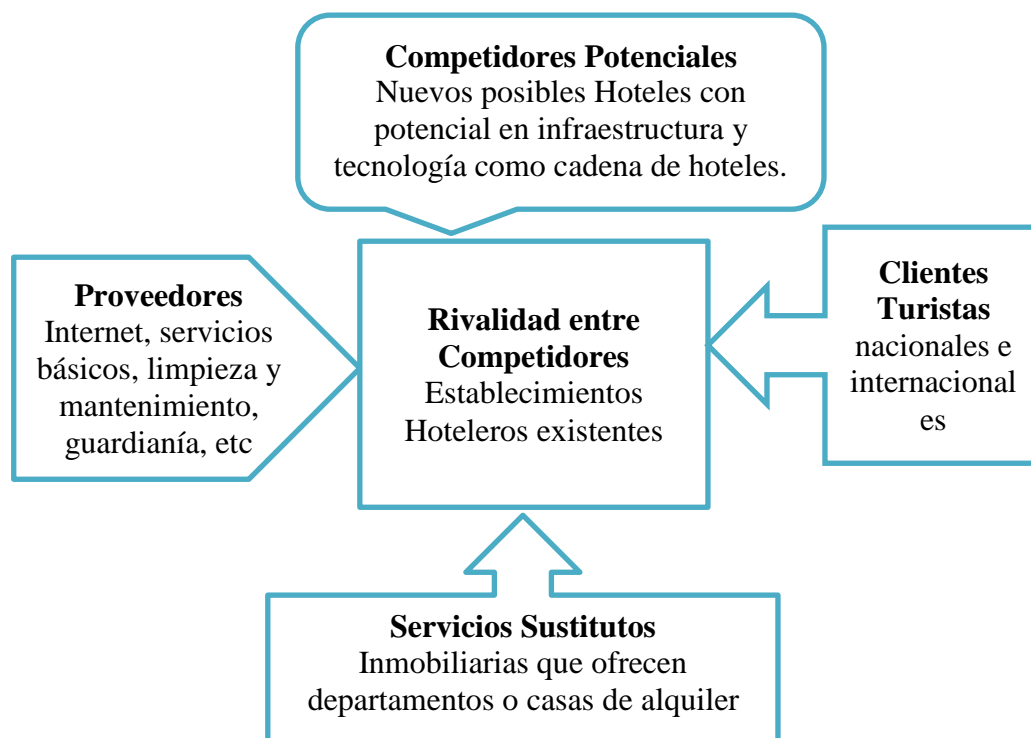 Competidores Potenciales
Nuevos posibles Hoteles con
potencial en infraestructura y
tecnología como cadena de hoteles.
Proveedores
Internet, servicios
básicos, limpieza y
mantenimiento,
guardianía, etc
Rivalidad entre
Competidores
Establecimientos
Hoteleros existentes
Clientes
Turistas
nacionales e
internacional
es
Servicios Sustitutos
Inmobiliarias que ofrecen
departamentos o casas de alquiler